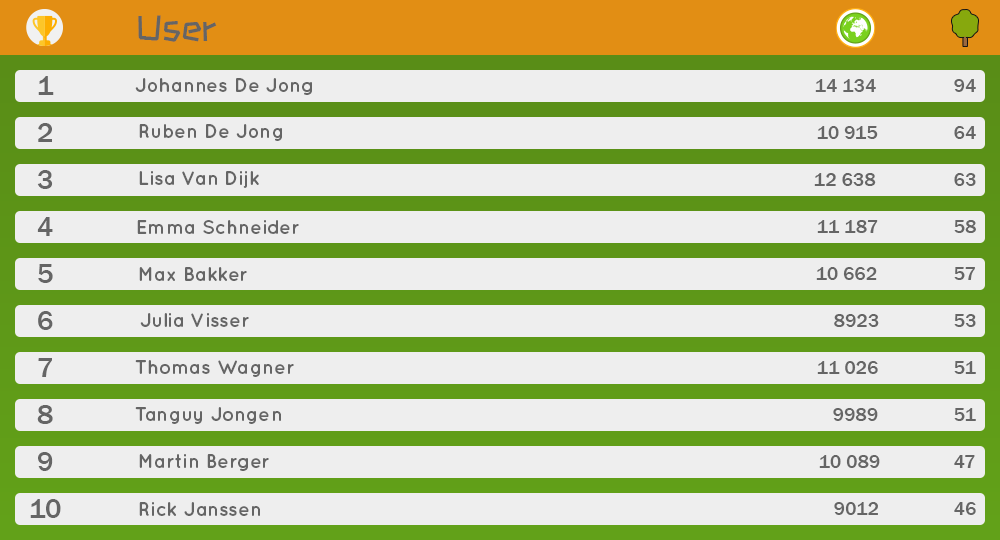 User
1 Johannes De Jong 14 134 94
2 Ruben De Jong 10 915 64
3 Lisa Van Dijk 12 638 63
4 Emma Schneider 11 187 58
5 Max Bakker 10 662 57
6 Julia Visser 8923 53
7 Thomas Wagner 11 026 51
8 Tanguy Jongen 9989 51
9 Martin Berger 10 089 47
10 Rick Janssen 9012 46